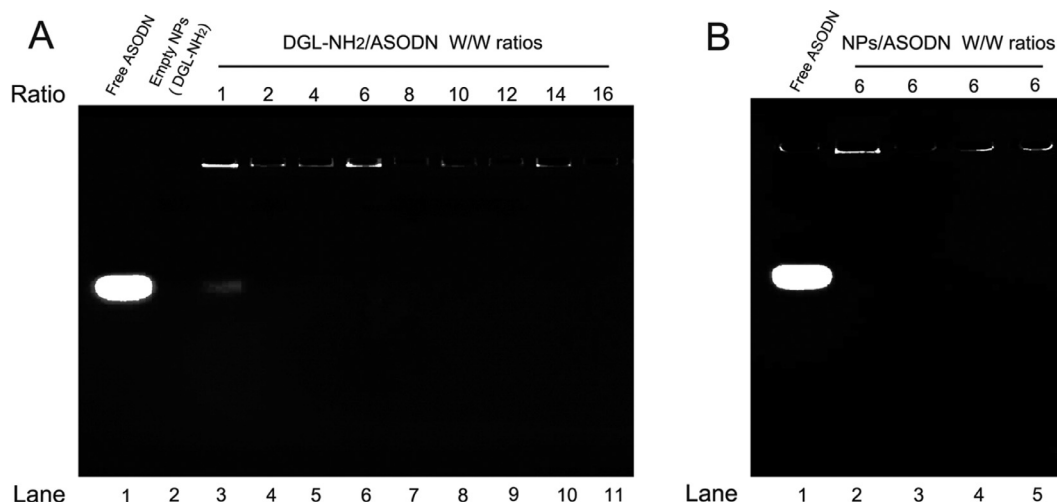 A
Free ASODN
Empty NPs
( DGL-NH2)
DGL-NH2/ASODN W/W ratios
Ratio
1 2 4 6 8 10 12 14 16
Lane
1 2 3 4 5 6 7 8 9 10 11
B
Free ASODN
NPs/ASODN W/W ratios
6 6 6 6
Lane
1 2 3 4 5